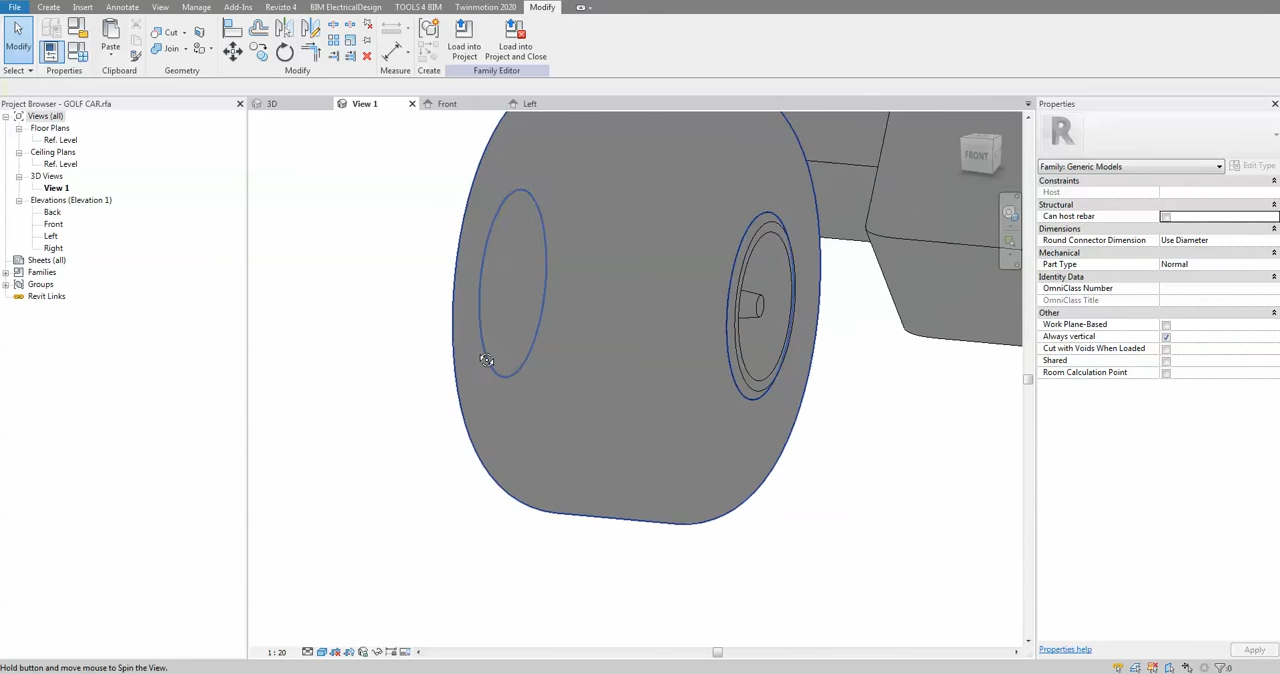 File Create Insert Annotate View Manage Add-Ins Revizto 4 BIM ElectricalDesign TOOLS 4 BIM Twinmotion 2020 Modify
Modify Paste Cut Join Load into Project Load into Project and Close
Select Properties Clipboard Geometry Modify Measure Create Family Editor
Project Browser - GOLF CAR.rfa
Views (all)
Floor Plans
Ref. Level
Ceiling Plans
Ref. Level
3D Views
View 1
Elevations (Elevation 1)
Back
Front
Left
Right
Sheets (all)
Families
Groups
Revit Links
3D View 1 Front Left
FRONT
Properties
R
Family: Generic Models Edit Type
Constraints
Host
Structural
Can host rebar
Dimensions
Round Connector Dimension Use Diameter
Mechanical
Part Type Normal
Identity Data
OmniClass Number
OmniClass Title
Other
Work Plane-Based
Always vertical
Cut with Voids When Loaded
Shared
Room Calculation Point
Properties help Apply
1 : 20
Hold button and move mouse to Spin the View.
:0